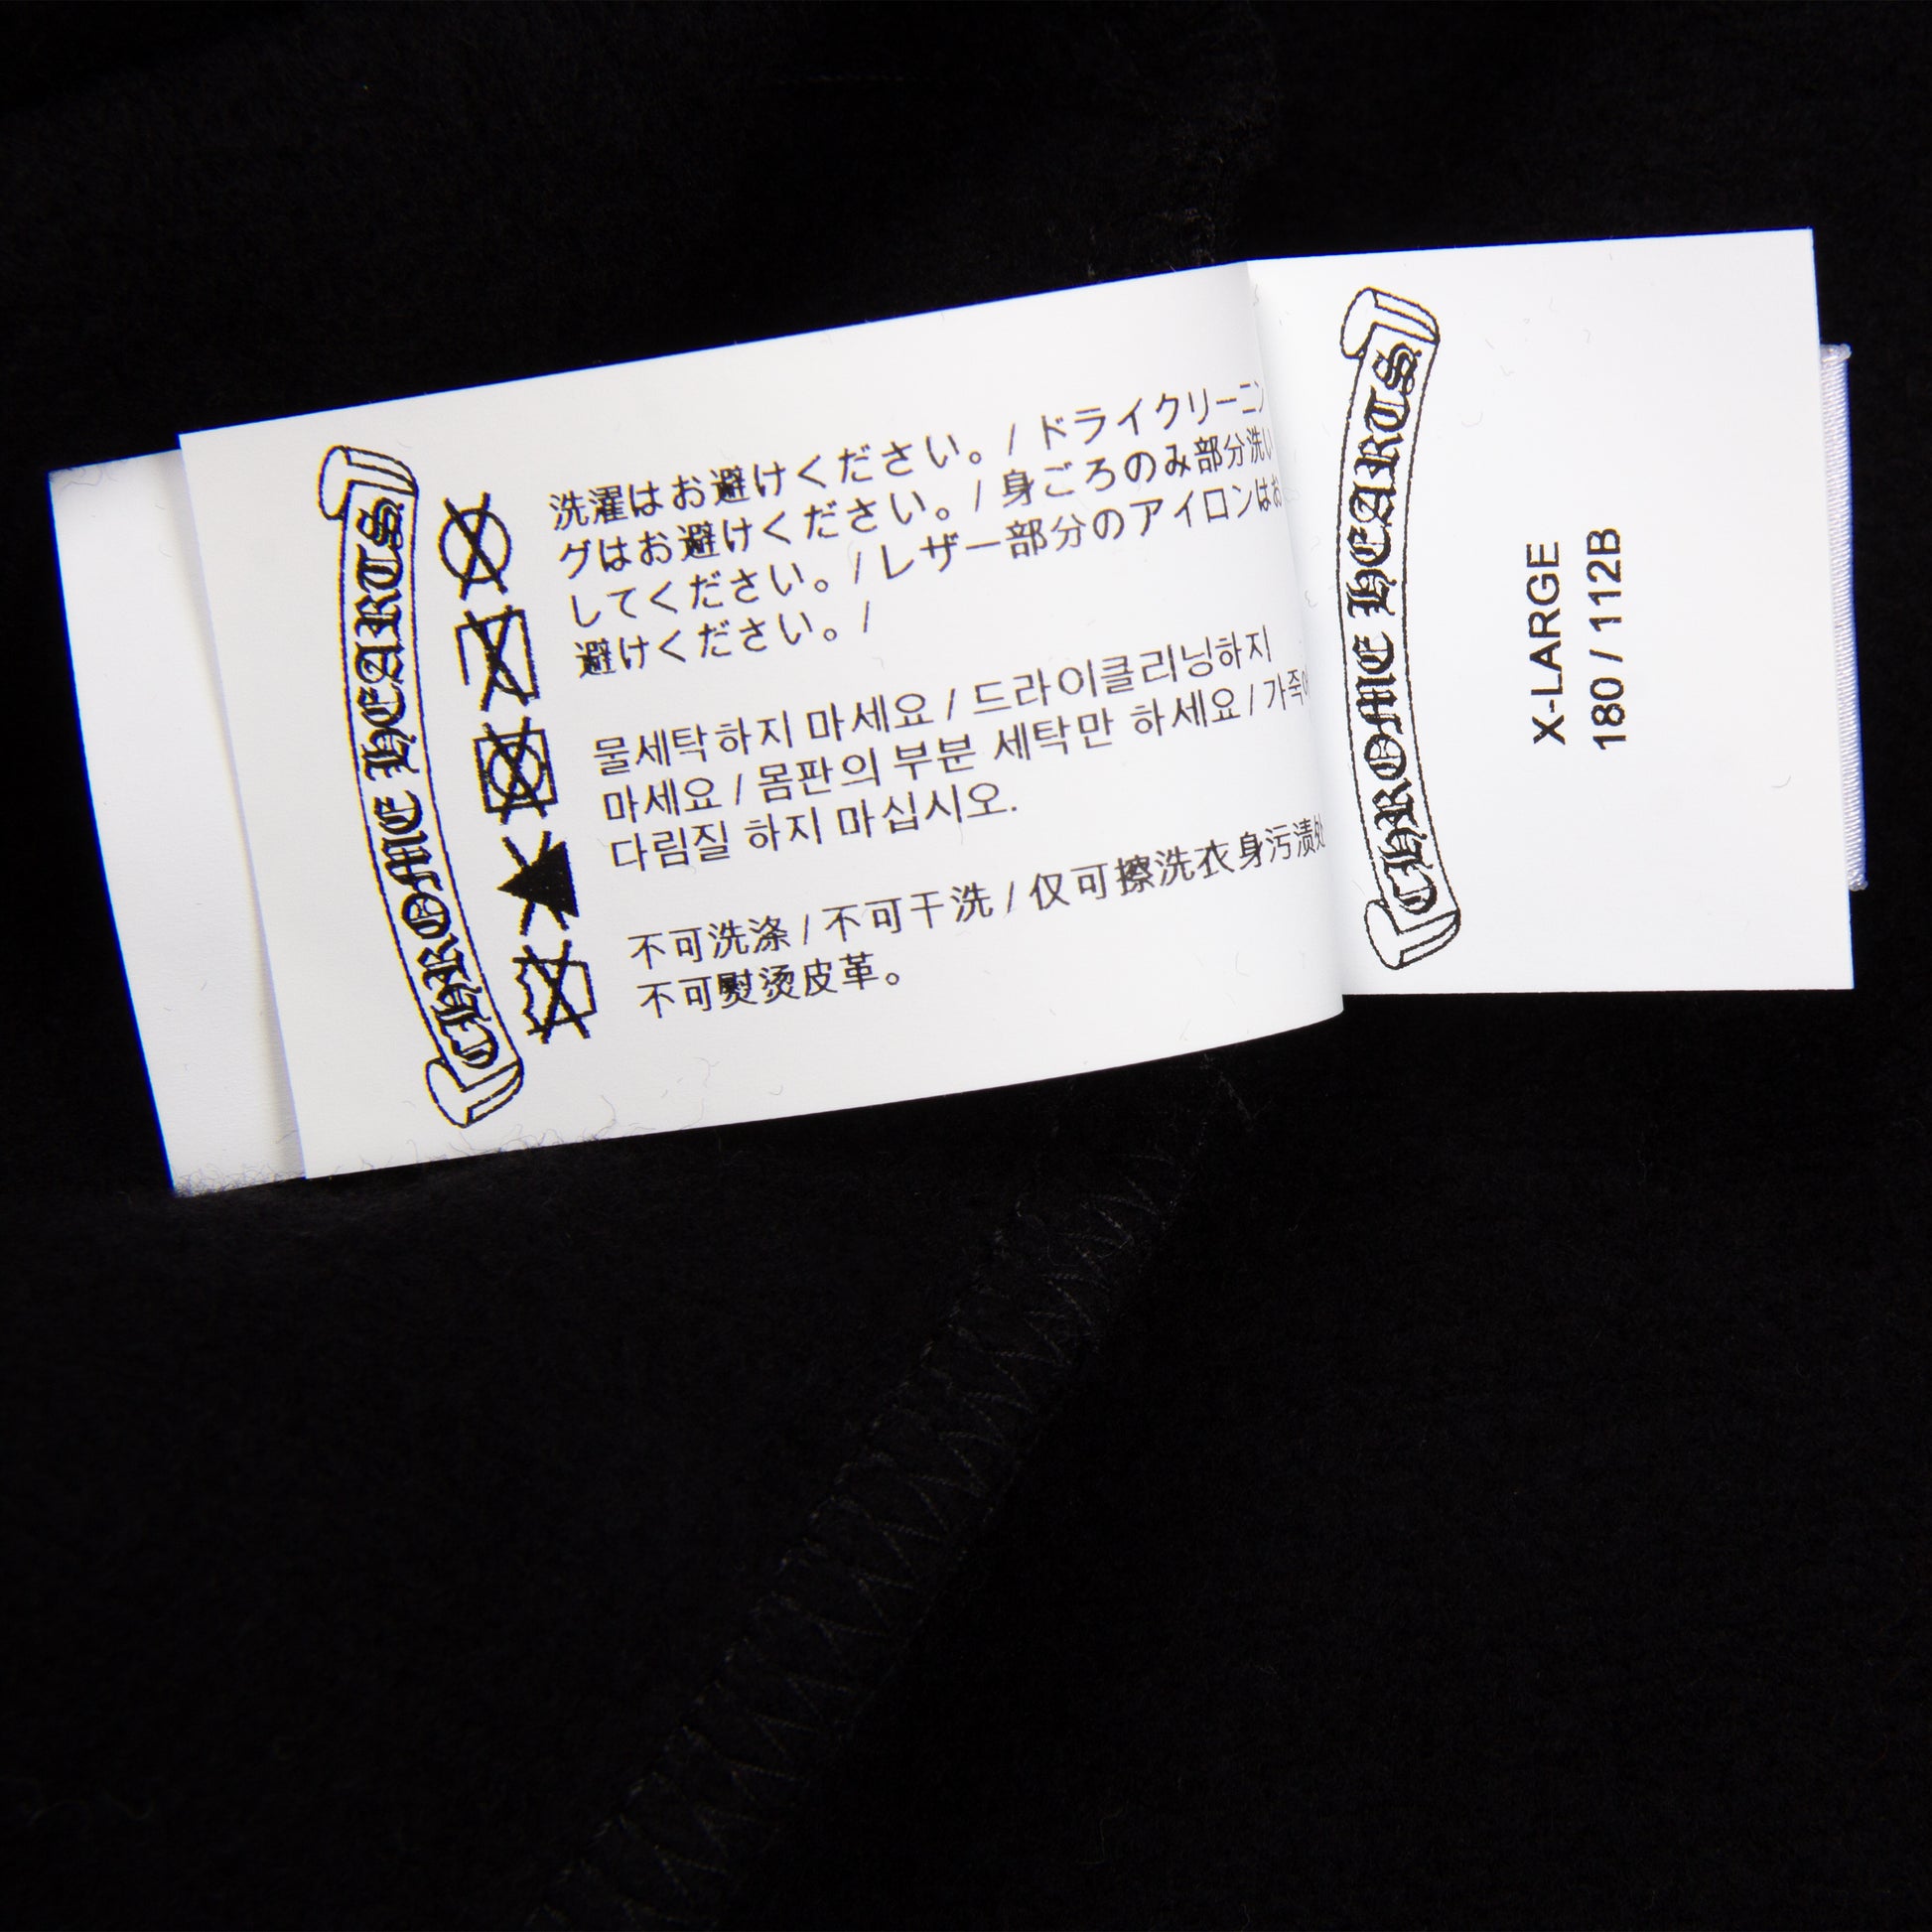 CHROME HEARTS
洗濯はお避けください。/ ドライクリーニン
グはお避けください。/ 身ごろのみ部分洗い
してください。/ レザー部分のアイロンはお
避けください。/
물세탁하지 마세요 / 드라이클리닝하지
마세요 / 몸판의 부분 세탁만 하세요 / 가죽에
다림질 하지 마십시오.
不可洗涤 / 不可干洗 / 仅可擦洗衣身污渍处
不可熨烫皮革。
CHROME HEARTS
X-LARGE
180 / 112B